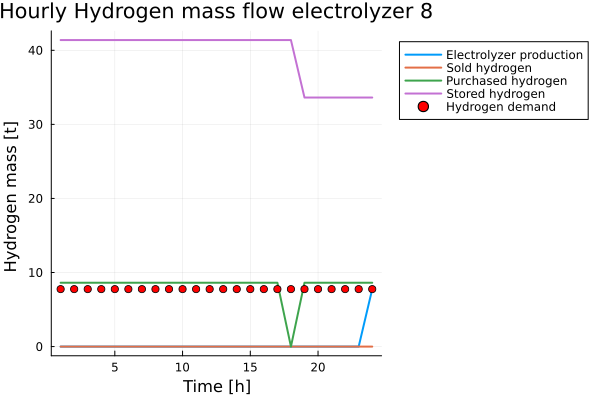 Hourly Hydrogen mass flow electrolyzer 8
Electrolyzer production
Sold hydrogen
Purchased hydrogen
Stored hydrogen
Hydrogen demand
Hydrogen mass [t]
40
30
20
10
0
5
10
15
20
Time [h]